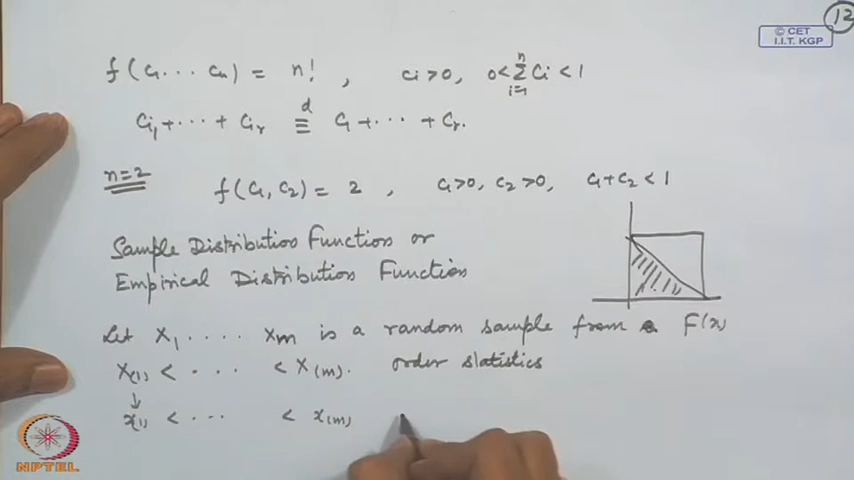 12
© CET
I.I.T. KGP
f(c₁ ... cₙ) = n! , cᵢ>0, 0<∑ᵢ₌₁ⁿ cᵢ < 1
cᵢ₁+ ··· + cᵢᵣ ≡ᵈ c₁+ ··· + cᵣ.
n=2
f(c₁, c₂) = 2 , c₁>0, c₂>0, c₁+c₂<1
Sample Distribution Function or
Empirical Distribution Function
Let X₁ .... Xm is a random sample from F(x)
X(1) < ... < X(m). order statistics
↓
x(1) < ... < x(m)
NPTEL